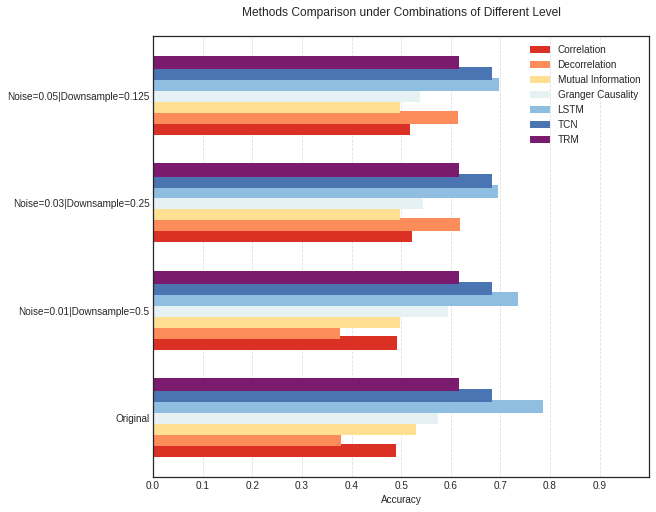 Methods Comparison under Combinations of Different Level
Correlation
Decorrelation
Mutual Information
Granger Causality
LSTM
TCN
TRM
Noise=0.05|Downsample=0.125
Noise=0.03|Downsample=0.25
Noise=0.01|Downsample=0.5
Original
0.0 0.1 0.2 0.3 0.4 0.5 0.6 0.7 0.8 0.9
Accuracy